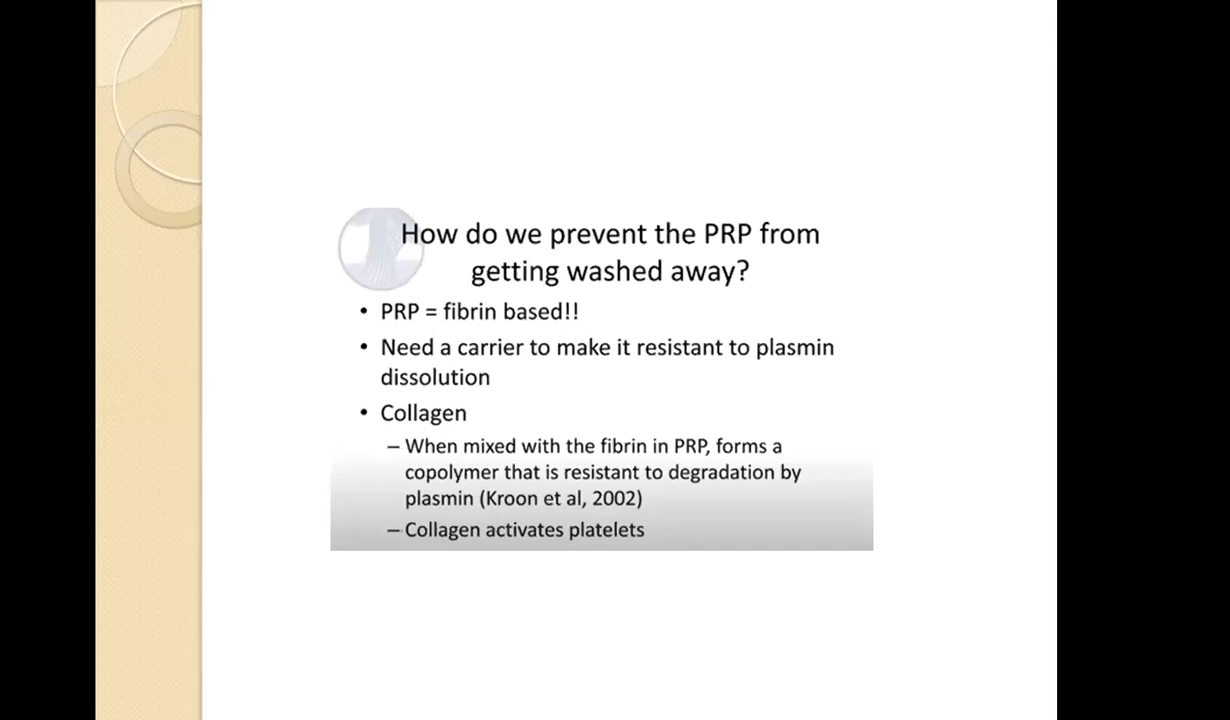 How do we prevent the PRP from
getting washed away?
• PRP = fibrin based!!
• Need a carrier to make it resistant to plasmin
dissolution
• Collagen
– When mixed with the fibrin in PRP, forms a
copolymer that is resistant to degradation by
plasmin (Kroon et al, 2002)
– Collagen activates platelets